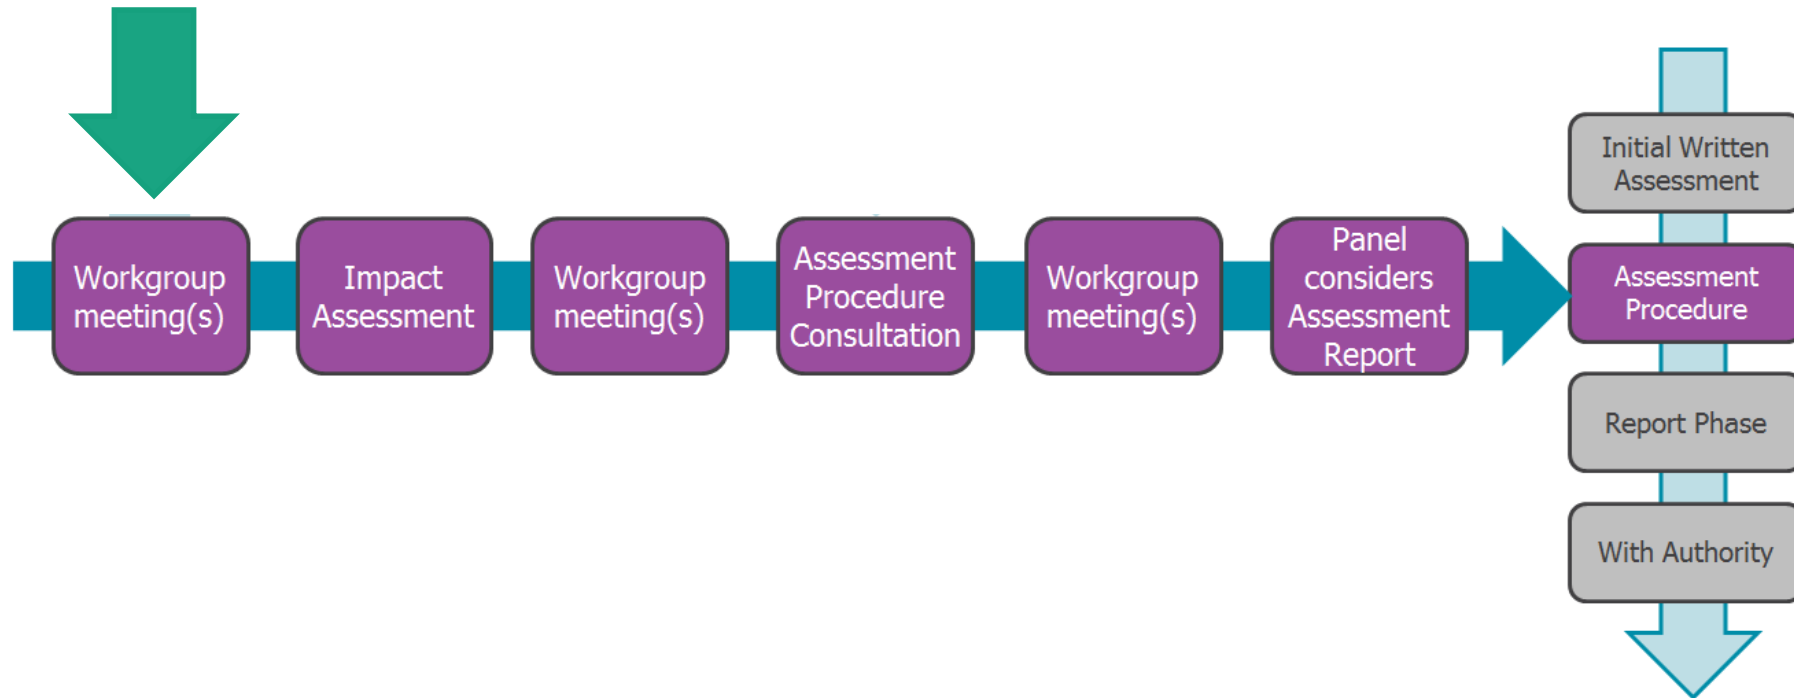 Workgroup
meeting(s)
Impact
Assessment
Workgroup
meeting(s)
Assessment
Procedure
Consultation
Workgroup
meeting(s)
Panel
considers
Assessment
Report
Initial Written
Assessment
Assessment
Procedure
Report Phase
With Authority